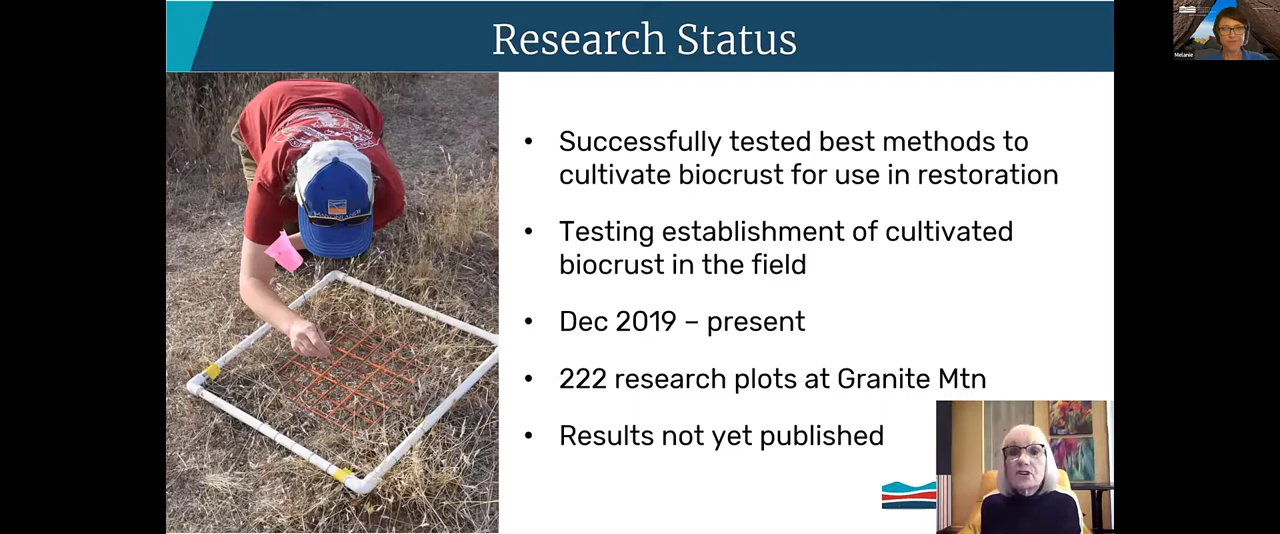 Research Status
Melanie
• Successfully tested best methods to
cultivate biocrust for use in restoration
• Testing establishment of cultivated
biocrust in the field
• Dec 2019 – present
• 222 research plots at Granite Mtn
• Results not yet published